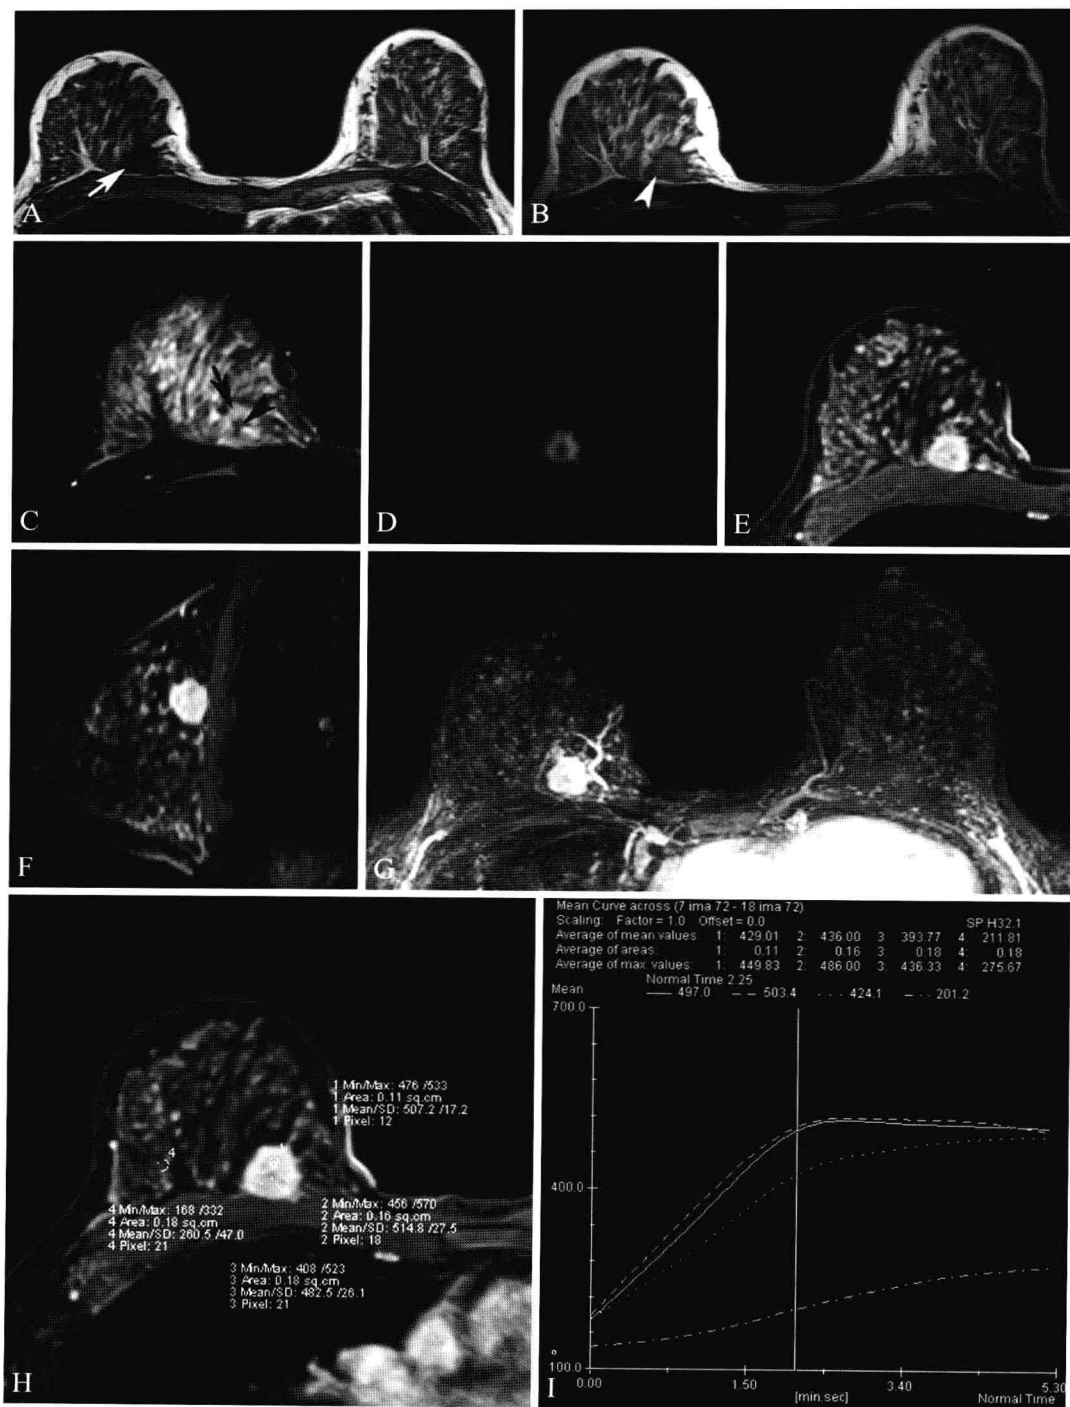 A
B
C
D
E
F
G
H
1 Min/Max: 476 /533
1 Area: 0.11 sq.cm
1 Mean/SD: 507.2 /17.2
1 Pixel: 12
4
4 Min/Max: 168 /332
4 Area: 0.18 sq.cm
4 Mean/SD: 260.5 /47.0
4 Pixel: 21
2 Min/Max: 456 /570
2 Area: 0.16 sq.cm
2 Mean/SD: 514.8 /27.5
2 Pixel: 18
3 Min/Max: 408 /523
3 Area: 0.18 sq.cm
3 Mean/SD: 482.5 /26.1
3 Pixel: 21
I
Mean Curve across (7 ima 72 - 18 ima 72)
Scaling: Factor = 1.0 Offset = 0.0 SP H32.1
Average of mean values 1: 429.01 2: 436.00 3: 393.77 4: 211.81
Average of areas: 1: 0.11 2: 0.16 3: 0.18 4: 0.18
Average of max. values: 1: 449.83 2: 486.00 3: 436.33 4: 275.67
Normal Time 2.25
Mean 497.0 503.4 424.1 201.2
700.0
400.0
100.0
0.00 1.50 3.40 5.30
[min.sec] Normal Time